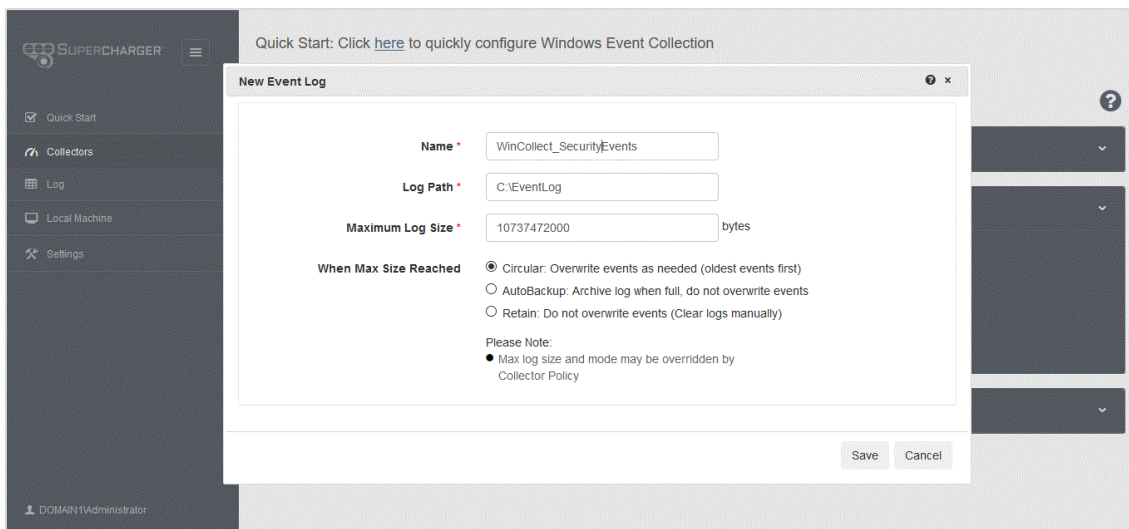 SUPERCHARGER
Quick Start: Click here to quickly configure Windows Event Collection
Quick Start
Collectors
Log
Local Machine
Settings
DOMAIN1\Administrator
New Event Log
Name *
WinCollect_SecurityEvents
Log Path *
C:\EventLog
Maximum Log Size *
10737472000
bytes
When Max Size Reached
Circular: Overwrite events as needed (oldest events first)
AutoBackup: Archive log when full, do not overwrite events
Retain: Do not overwrite events (Clear logs manually)
Please Note:
Max log size and mode may be overridden by
Collector Policy
Save
Cancel